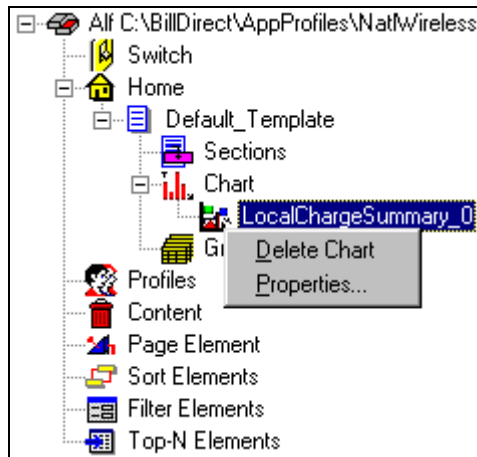 Alf C:\BillDirect\AppProfiles\NatlWireless
Switch
Home
Default_Template
Sections
Chart
LocalChargeSummary_0
Delete Chart
Properties...
Profiles
Content
Page Element
Sort Elements
Filter Elements
Top-N Elements